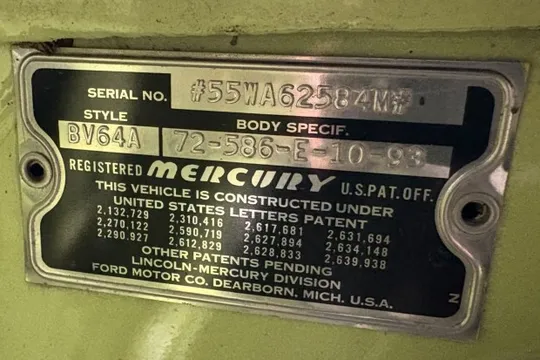 SERIAL NO. #55WA62584M#
STYLE BODY SPECIF.
BV64A 72-586-E-10-93
REGISTERED MERCURY U.S.PAT.OFF.
THIS VEHICLE IS CONSTRUCTED UNDER
UNITED STATES LETTERS PATENT
2,132,729 2,310,416 2,617,681 2,631,694
2,270,122 2,590,719 2,627,894 2,634,148
2,290,927 2,612,829 2,628,833 2,639,938
OTHER PATENTS PENDING
LINCOLN-MERCURY DIVISION
FORD MOTOR CO. DEARBORN, MICH. U.S.A.
N